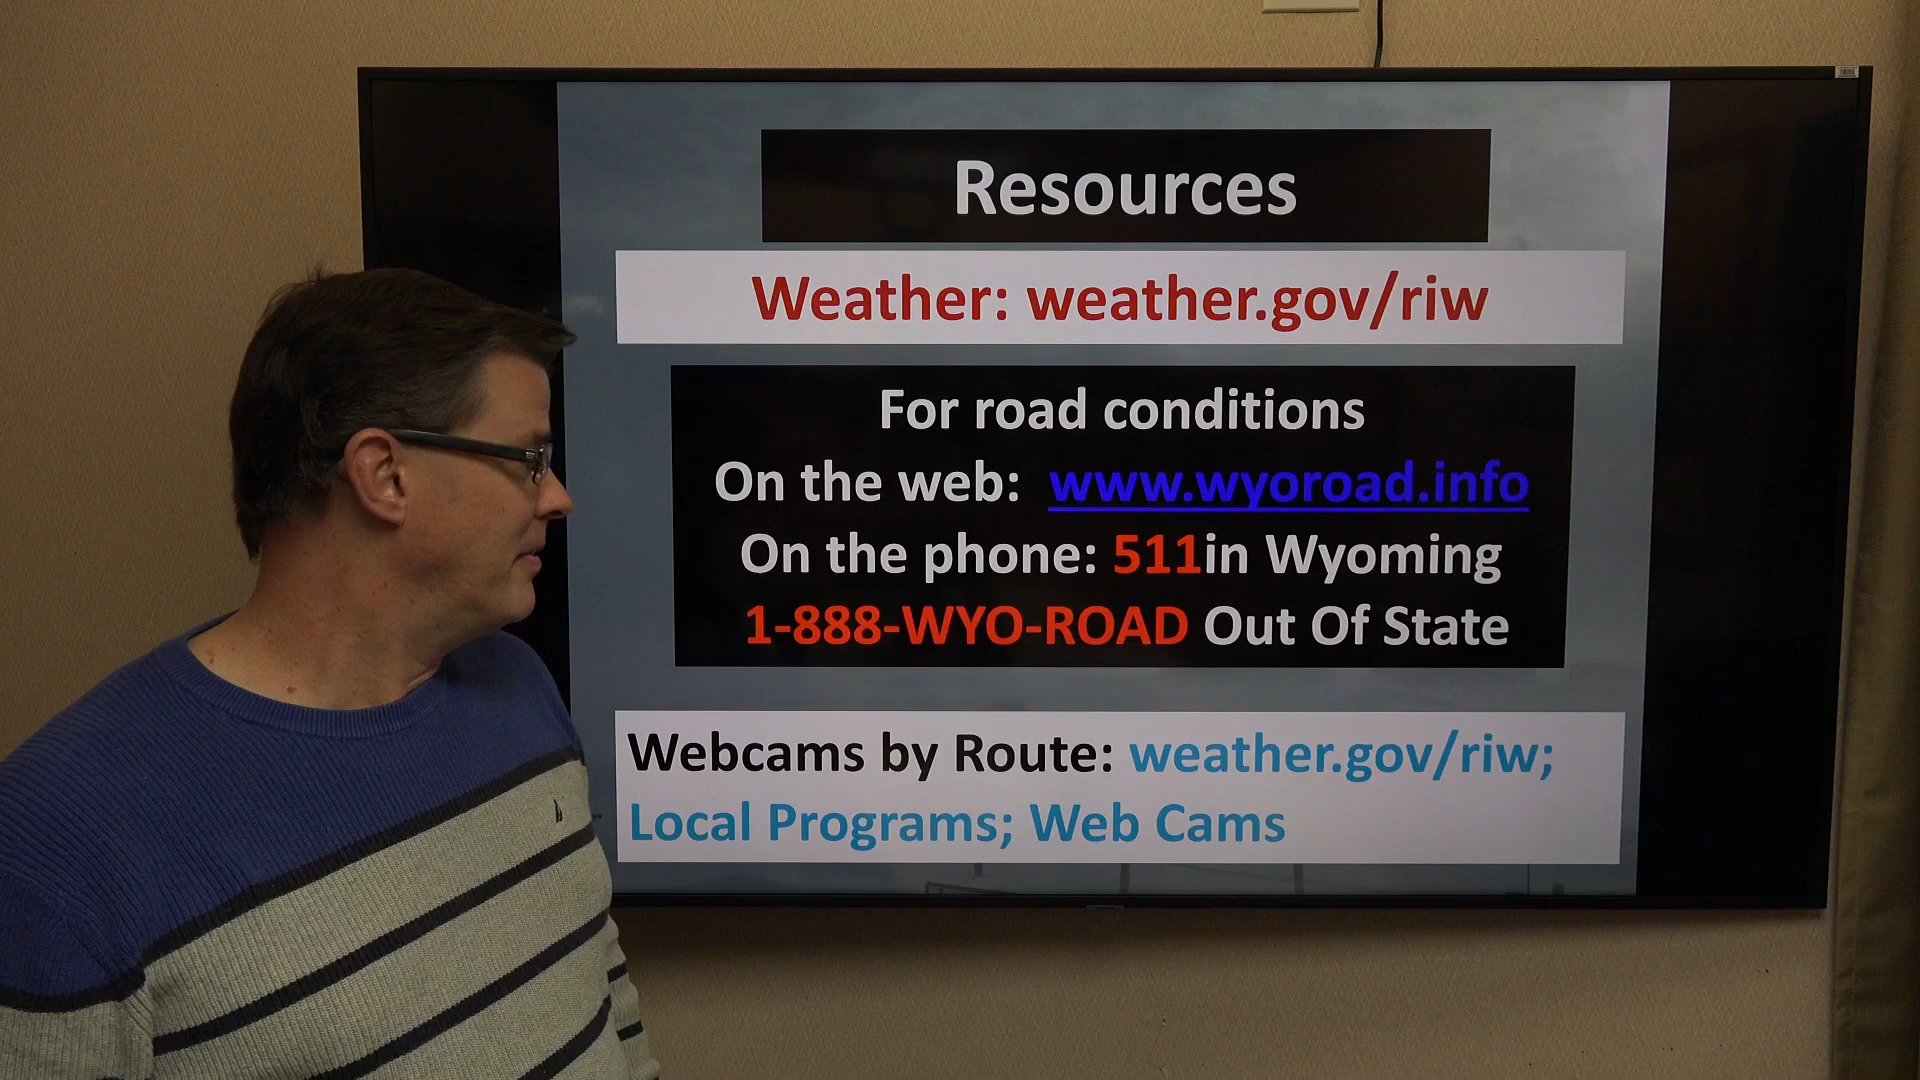 Resources
Weather: weather.gov/riw
For road conditions
On the web: www.wyoroad.info
On the phone: 511in Wyoming
1-888-WYO-ROAD Out Of State
Webcams by Route: weather.gov/riw;
Local Programs; Web Cams